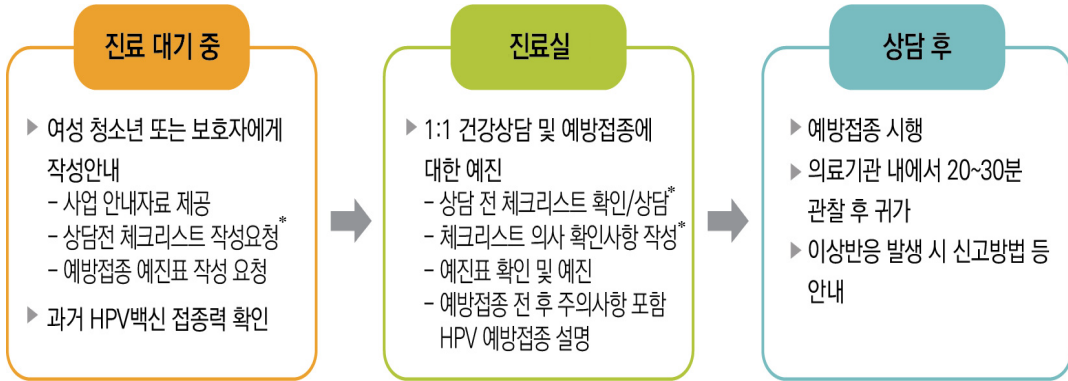 진료 대기 중
▶ 여성 청소년 또는 보호자에게
작성안내
- 사업 안내자료 제공
- 상담전 체크리스트 작성요청*
- 예방접종 예진표 작성 요청
▶ 과거 HPV백신 접종력 확인
진료실
▶ 1:1 건강상담 및 예방접종에
대한 예진
- 상담 전 체크리스트 확인/상담*
- 체크리스트 의사 확인사항 작성*
- 예진표 확인 및 예진
- 예방접종 전 후 주의사항 포함
HPV 예방접종 설명
상담 후
▶ 예방접종 시행
▶ 의료기관 내에서 20~30분
관찰 후 귀가
▶ 이상반응 발생 시 신고방법 등
안내